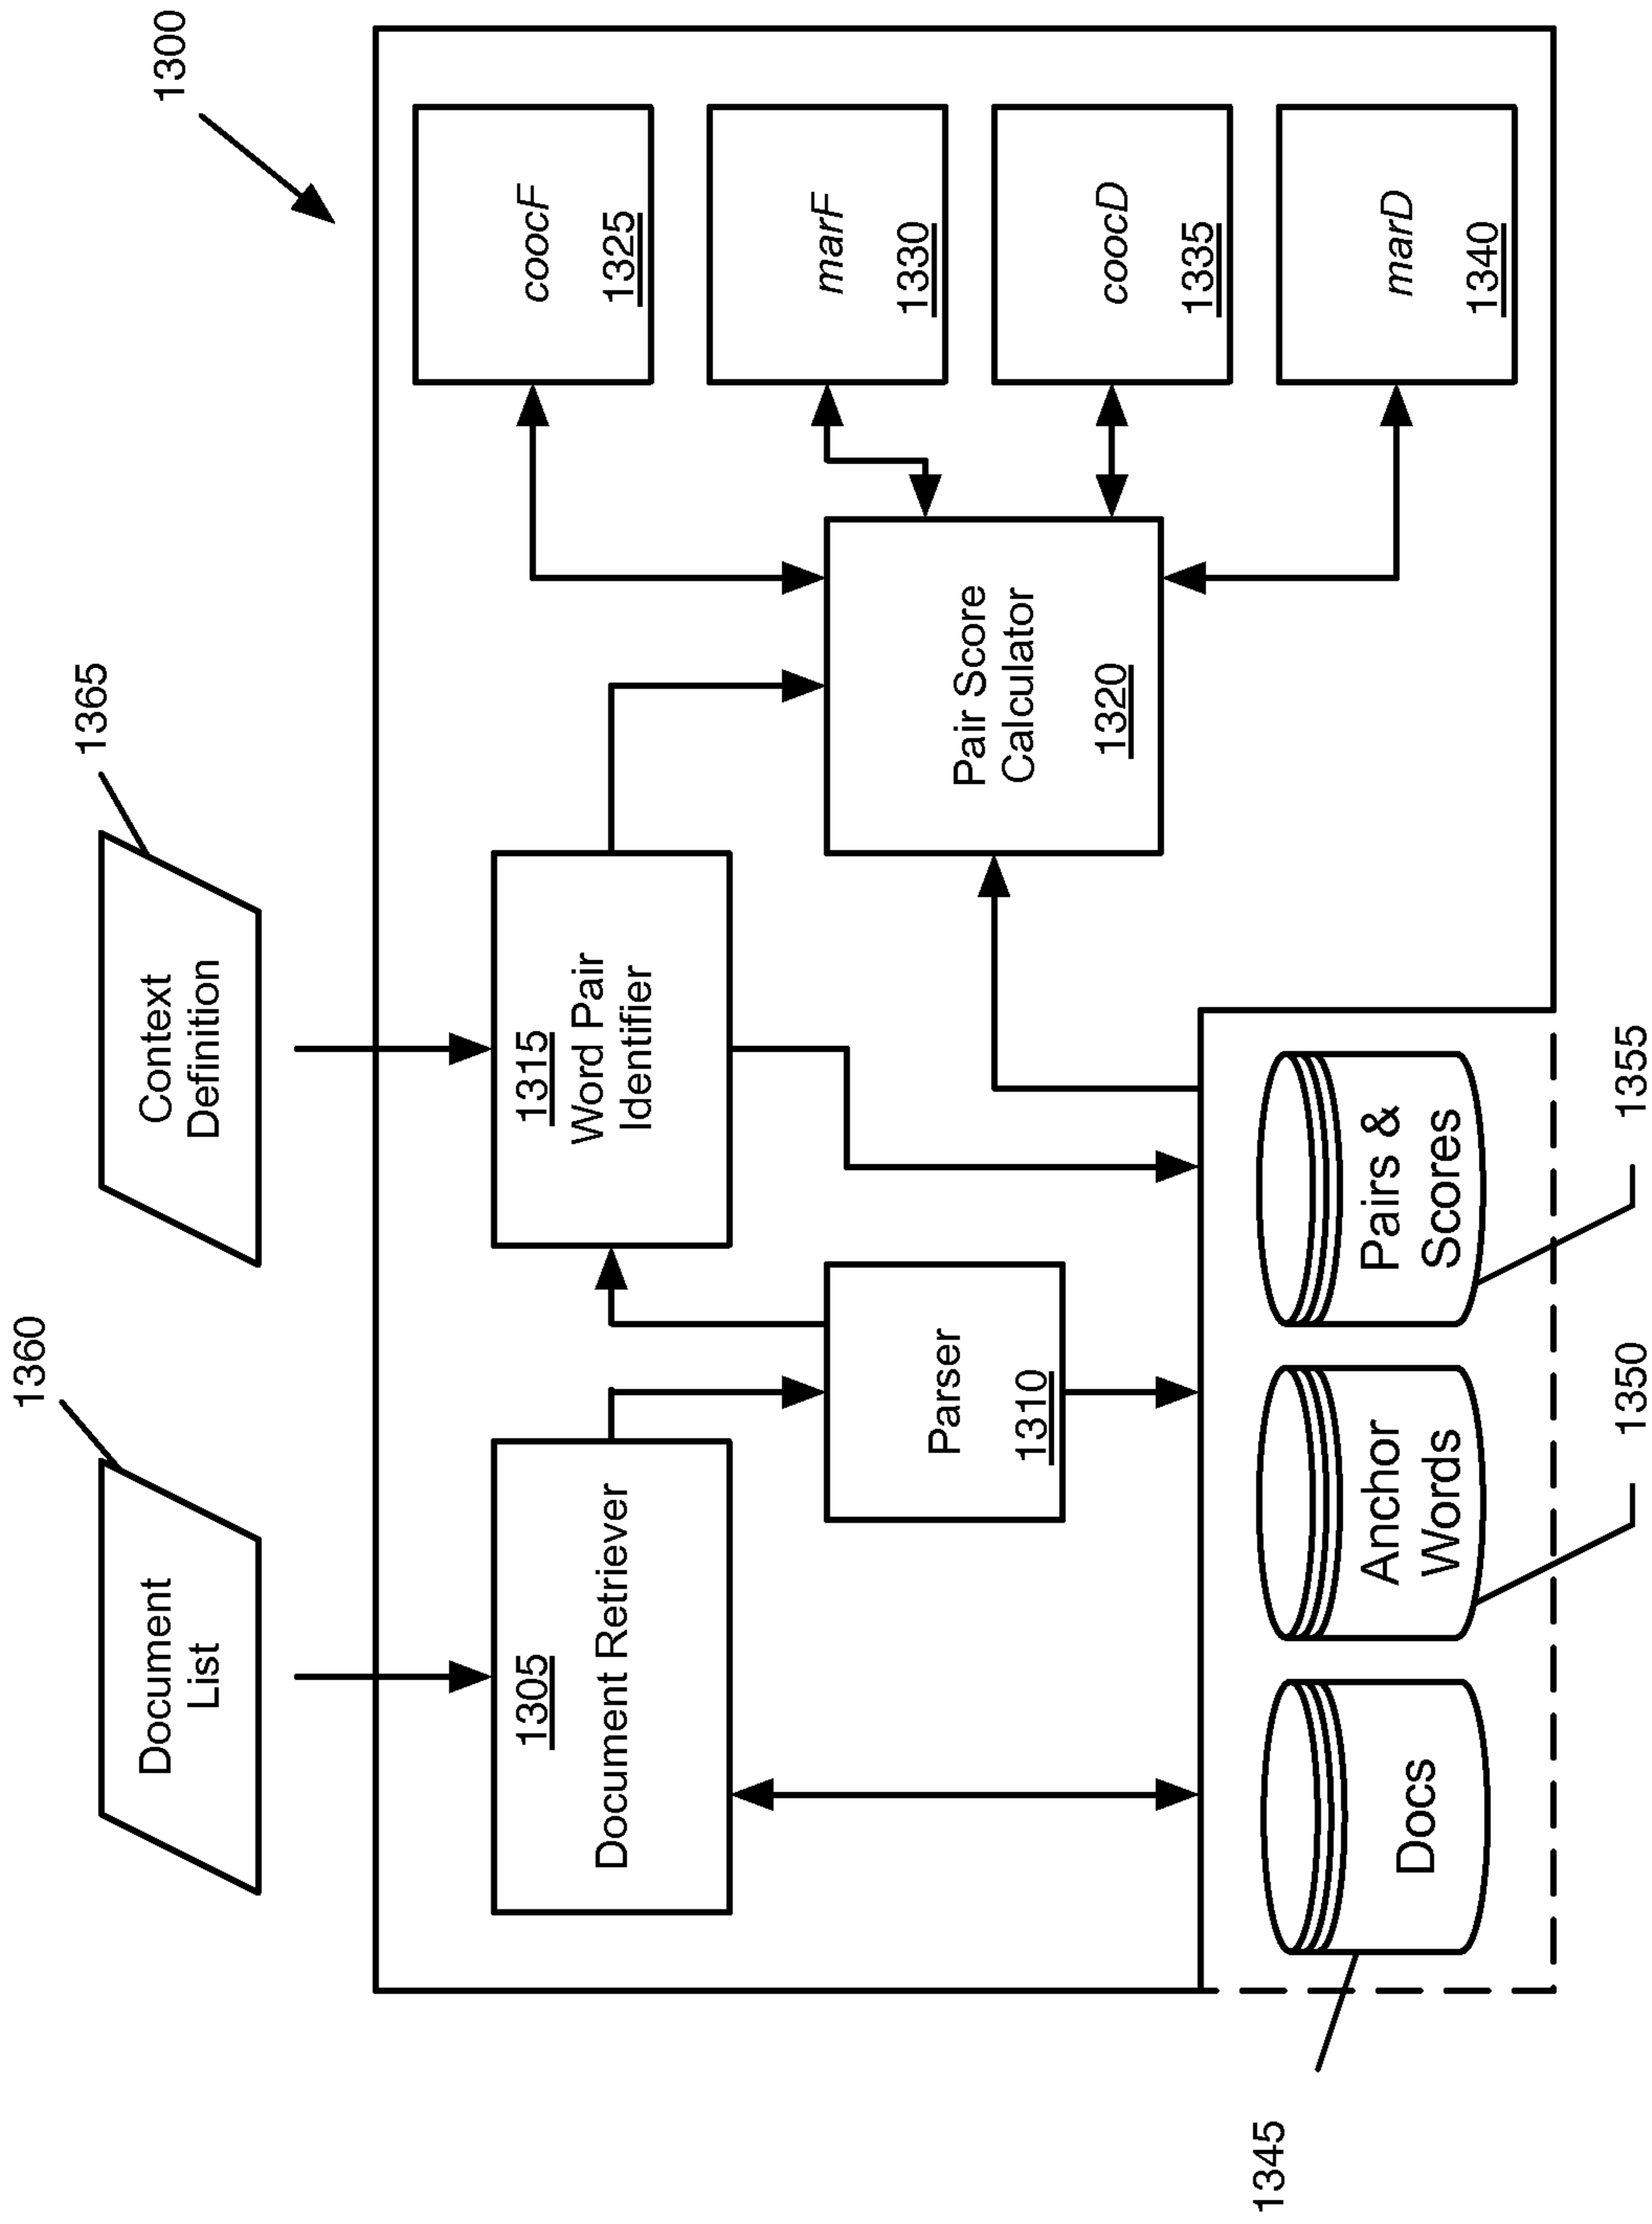 1300
1360
1365
Document
List
Context
Definition
1305
Document Retriever
1315
Word Pair
Identifier
Parser
1310
Pair Score
Calculator
1320
coocF
1325
marF
1330
coocD
1335
marD
1340
Docs
Anchor
Words
Pairs &
Scores
1345
1350
1355